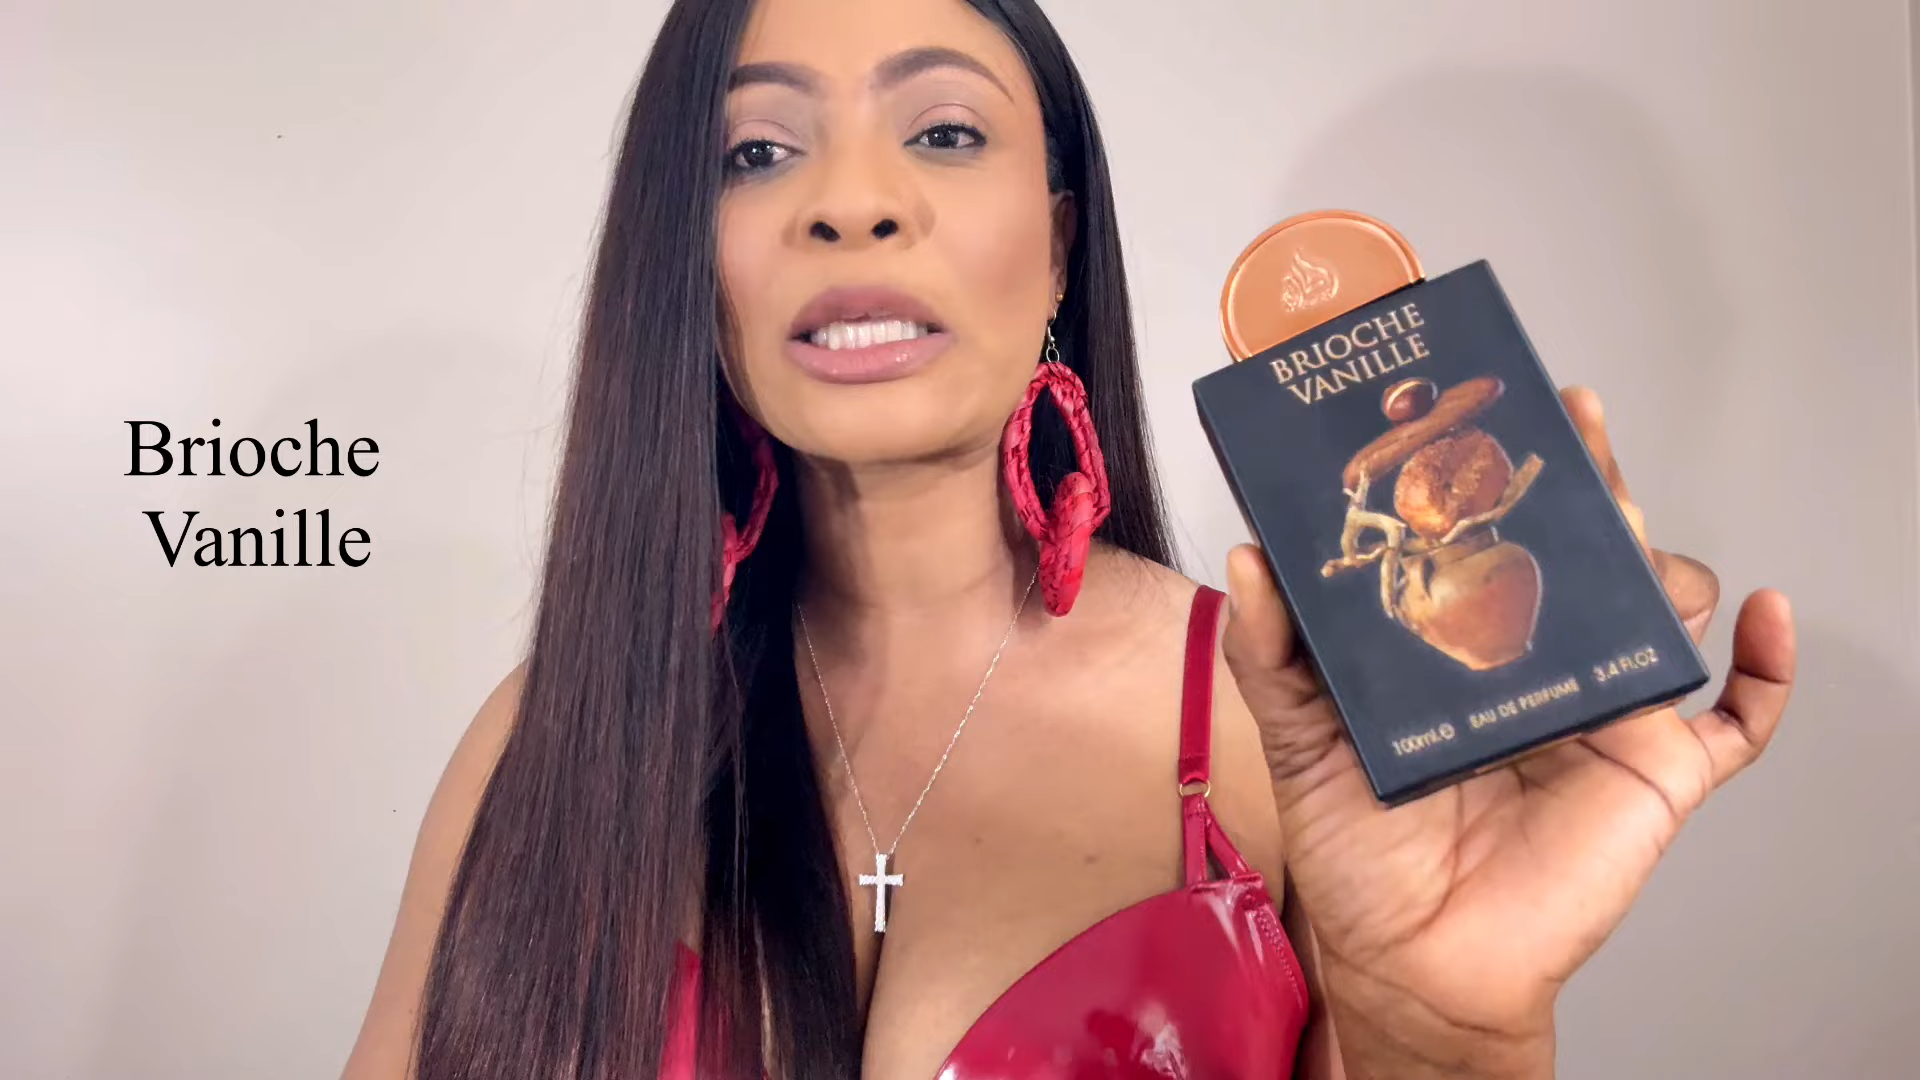 Brioche
Vanille
BRIOCHE
VANILLE
100ml.e EAU DE PERFUME 3.4 FL.OZ